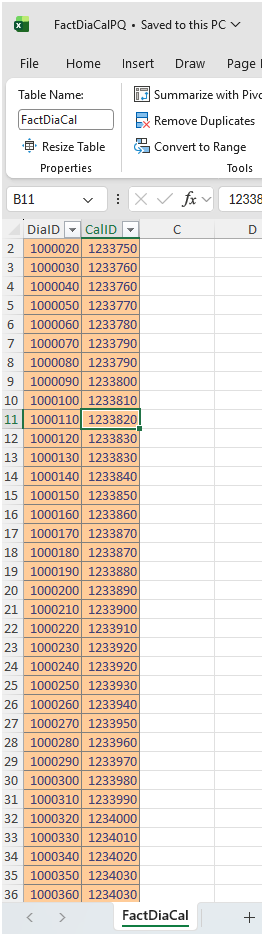 FactDiaCalPQ • Saved to this PC
File Home Insert Draw Page
Table Name: Summarize with Pivo
FactDiaCal Remove Duplicates
Resize Table Convert to Range
Properties Tools
B11 fx 12338
DiaID CalID C D
2 1000020 1233750
3 1000030 1233760
4 1000040 1233760
5 1000050 1233770
6 1000060 1233780
7 1000070 1233790
8 1000080 1233790
9 1000090 1233800
10 1000100 1233810
11 1000110 1233820
12 1000120 1233830
13 1000130 1233830
14 1000140 1233840
15 1000150 1233850
16 1000160 1233860
17 1000170 1233870
18 1000180 1233870
19 1000190 1233880
20 1000200 1233890
21 1000210 1233900
22 1000220 1233910
23 1000230 1233920
24 1000240 1233920
25 1000250 1233930
26 1000260 1233940
27 1000270 1233950
28 1000280 1233960
29 1000290 1233970
30 1000300 1233980
31 1000310 1233990
32 1000320 1234000
33 1000330 1234010
34 1000340 1234020
35 1000350 1234030
36 1000360 1234030
FactDiaCal